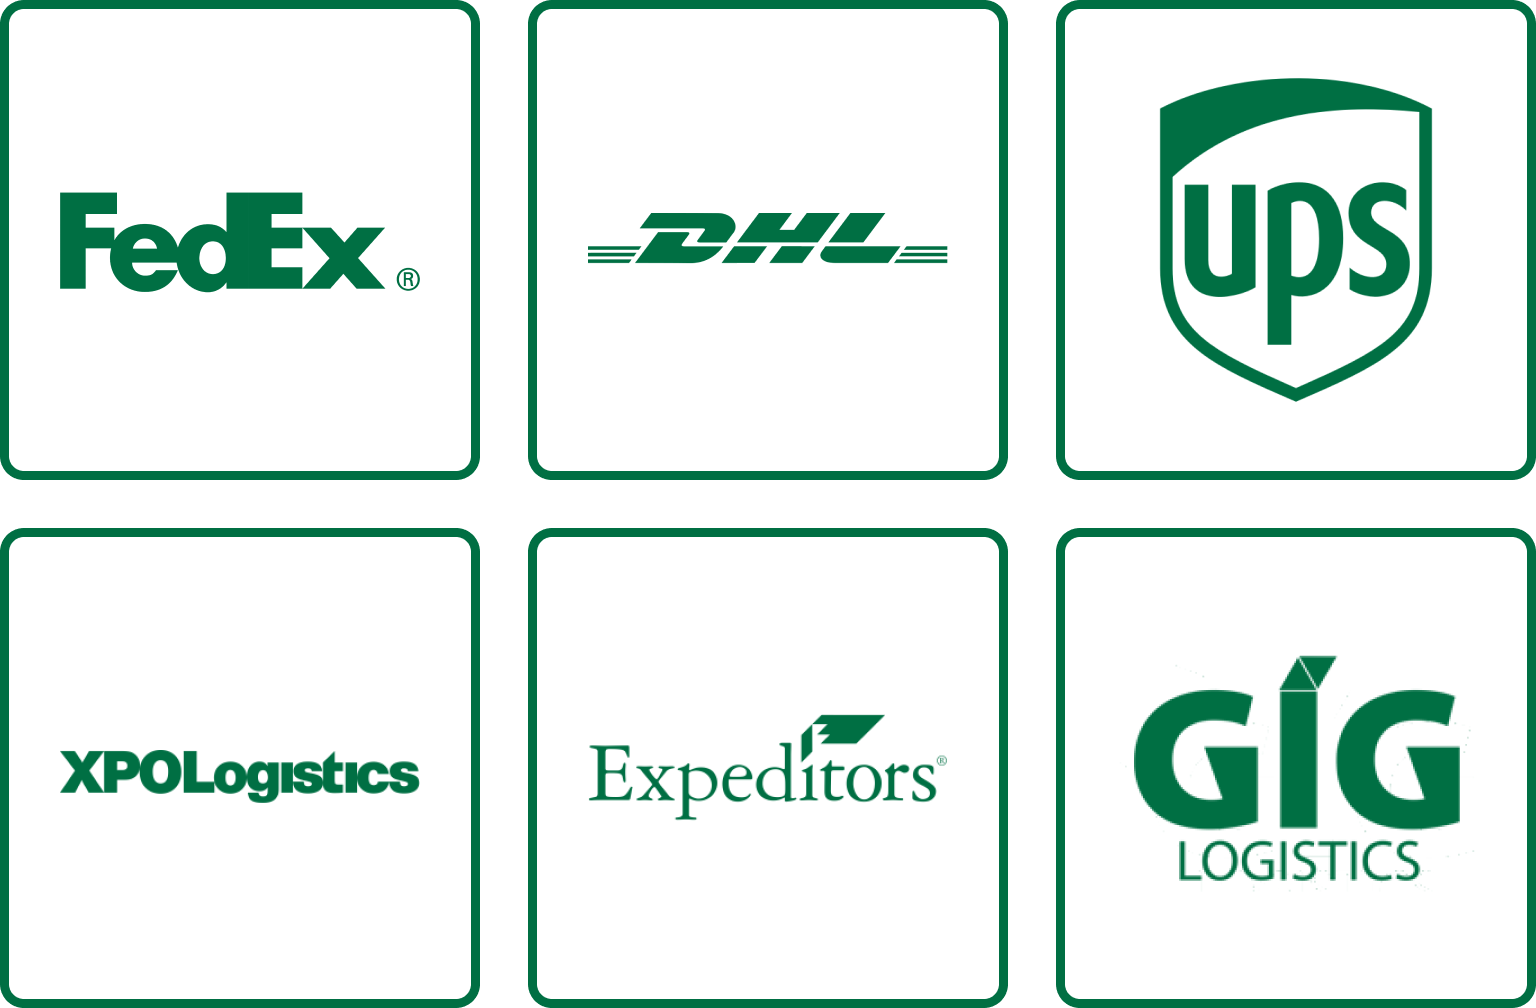 FedEx ®
DHL
ups
XPOLogistics
Expeditors®
GIG
LOGISTICS